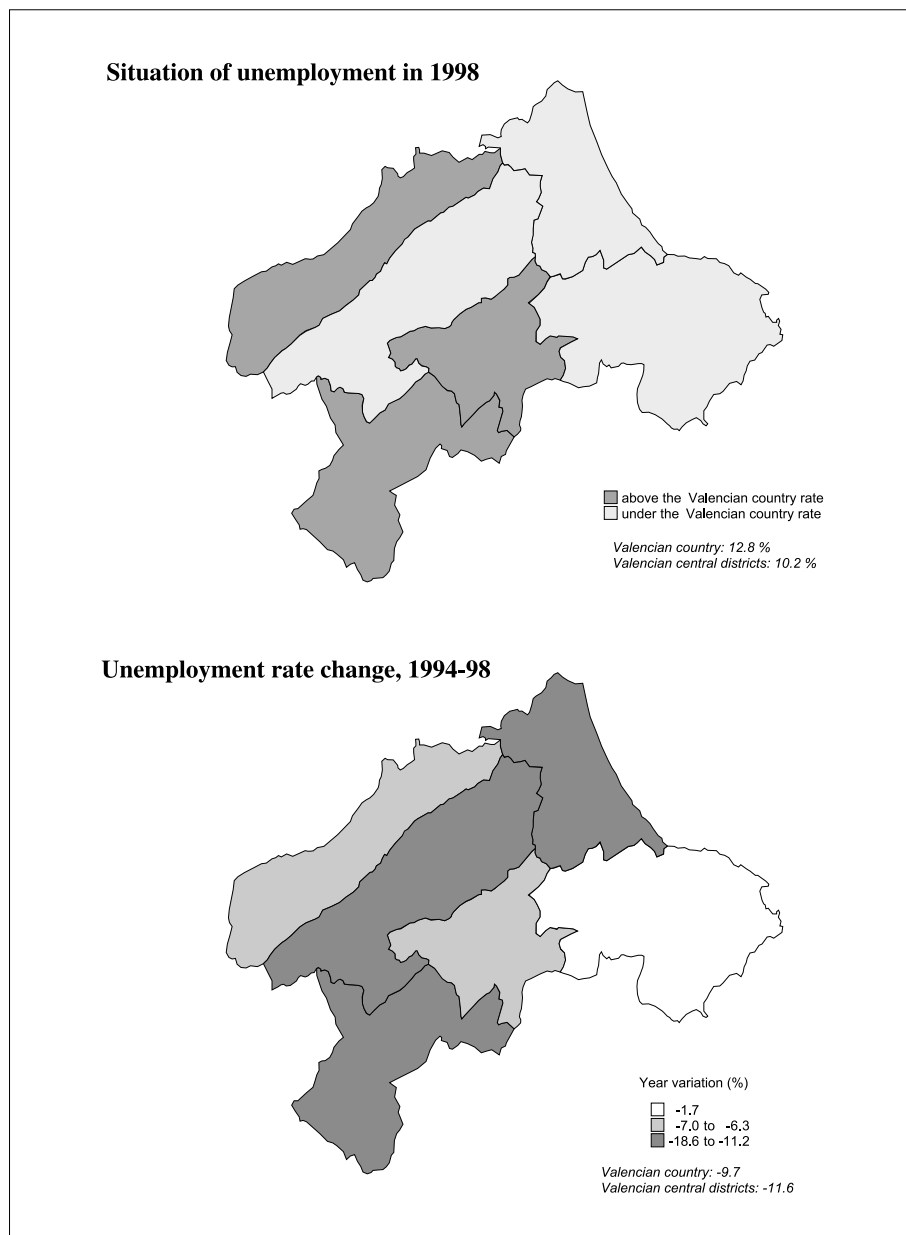 Situation of unemployment in 1998
above the Valencian country rate
under the Valencian country rate
Valencian country: 12.8 %
Valencian central districts: 10.2 %
Unemployment rate change, 1994-98
Year variation (%)
-1.7
-7.0 to -6.3
-18.6 to -11.2
Valencian country: -9.7
Valencian central districts: -11.6